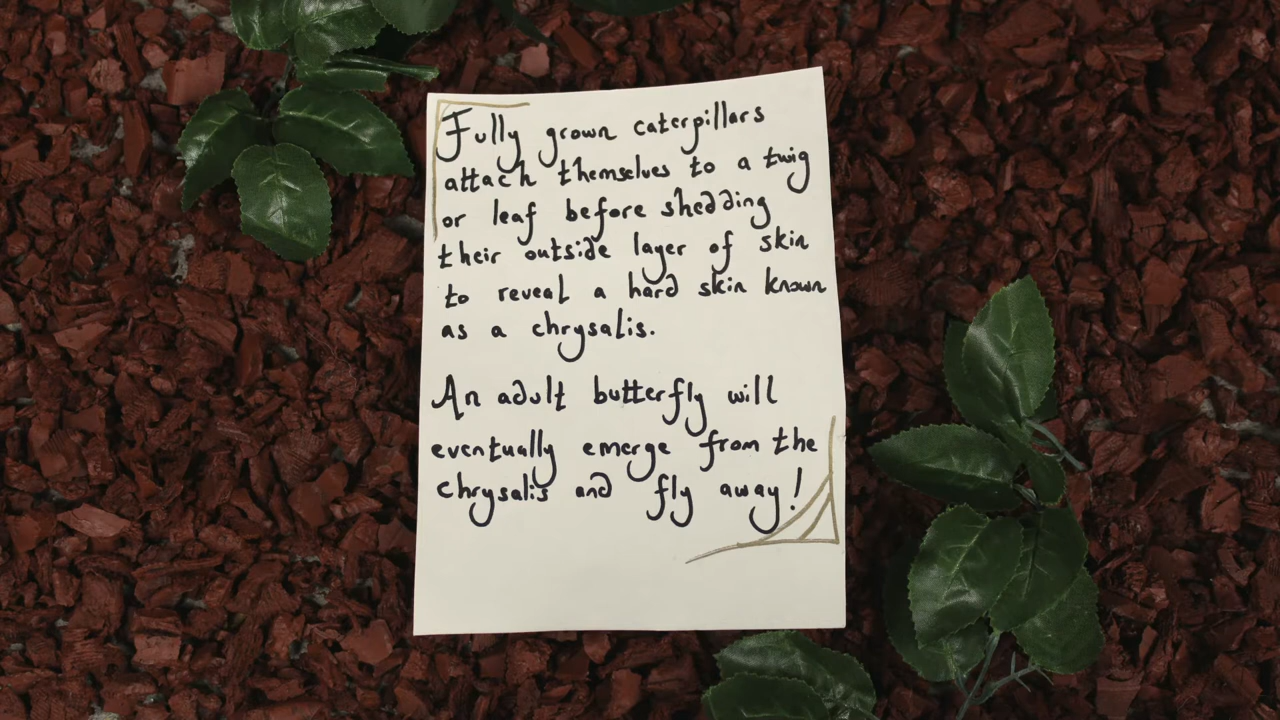 Fully grown caterpillars
attach themselves to a twig
or leaf before shedding
their outside layer of skin
to reveal a hard skin known
as a chrysalis.
An adult butterfly will
eventually emerge from the
chrysalis and fly away!